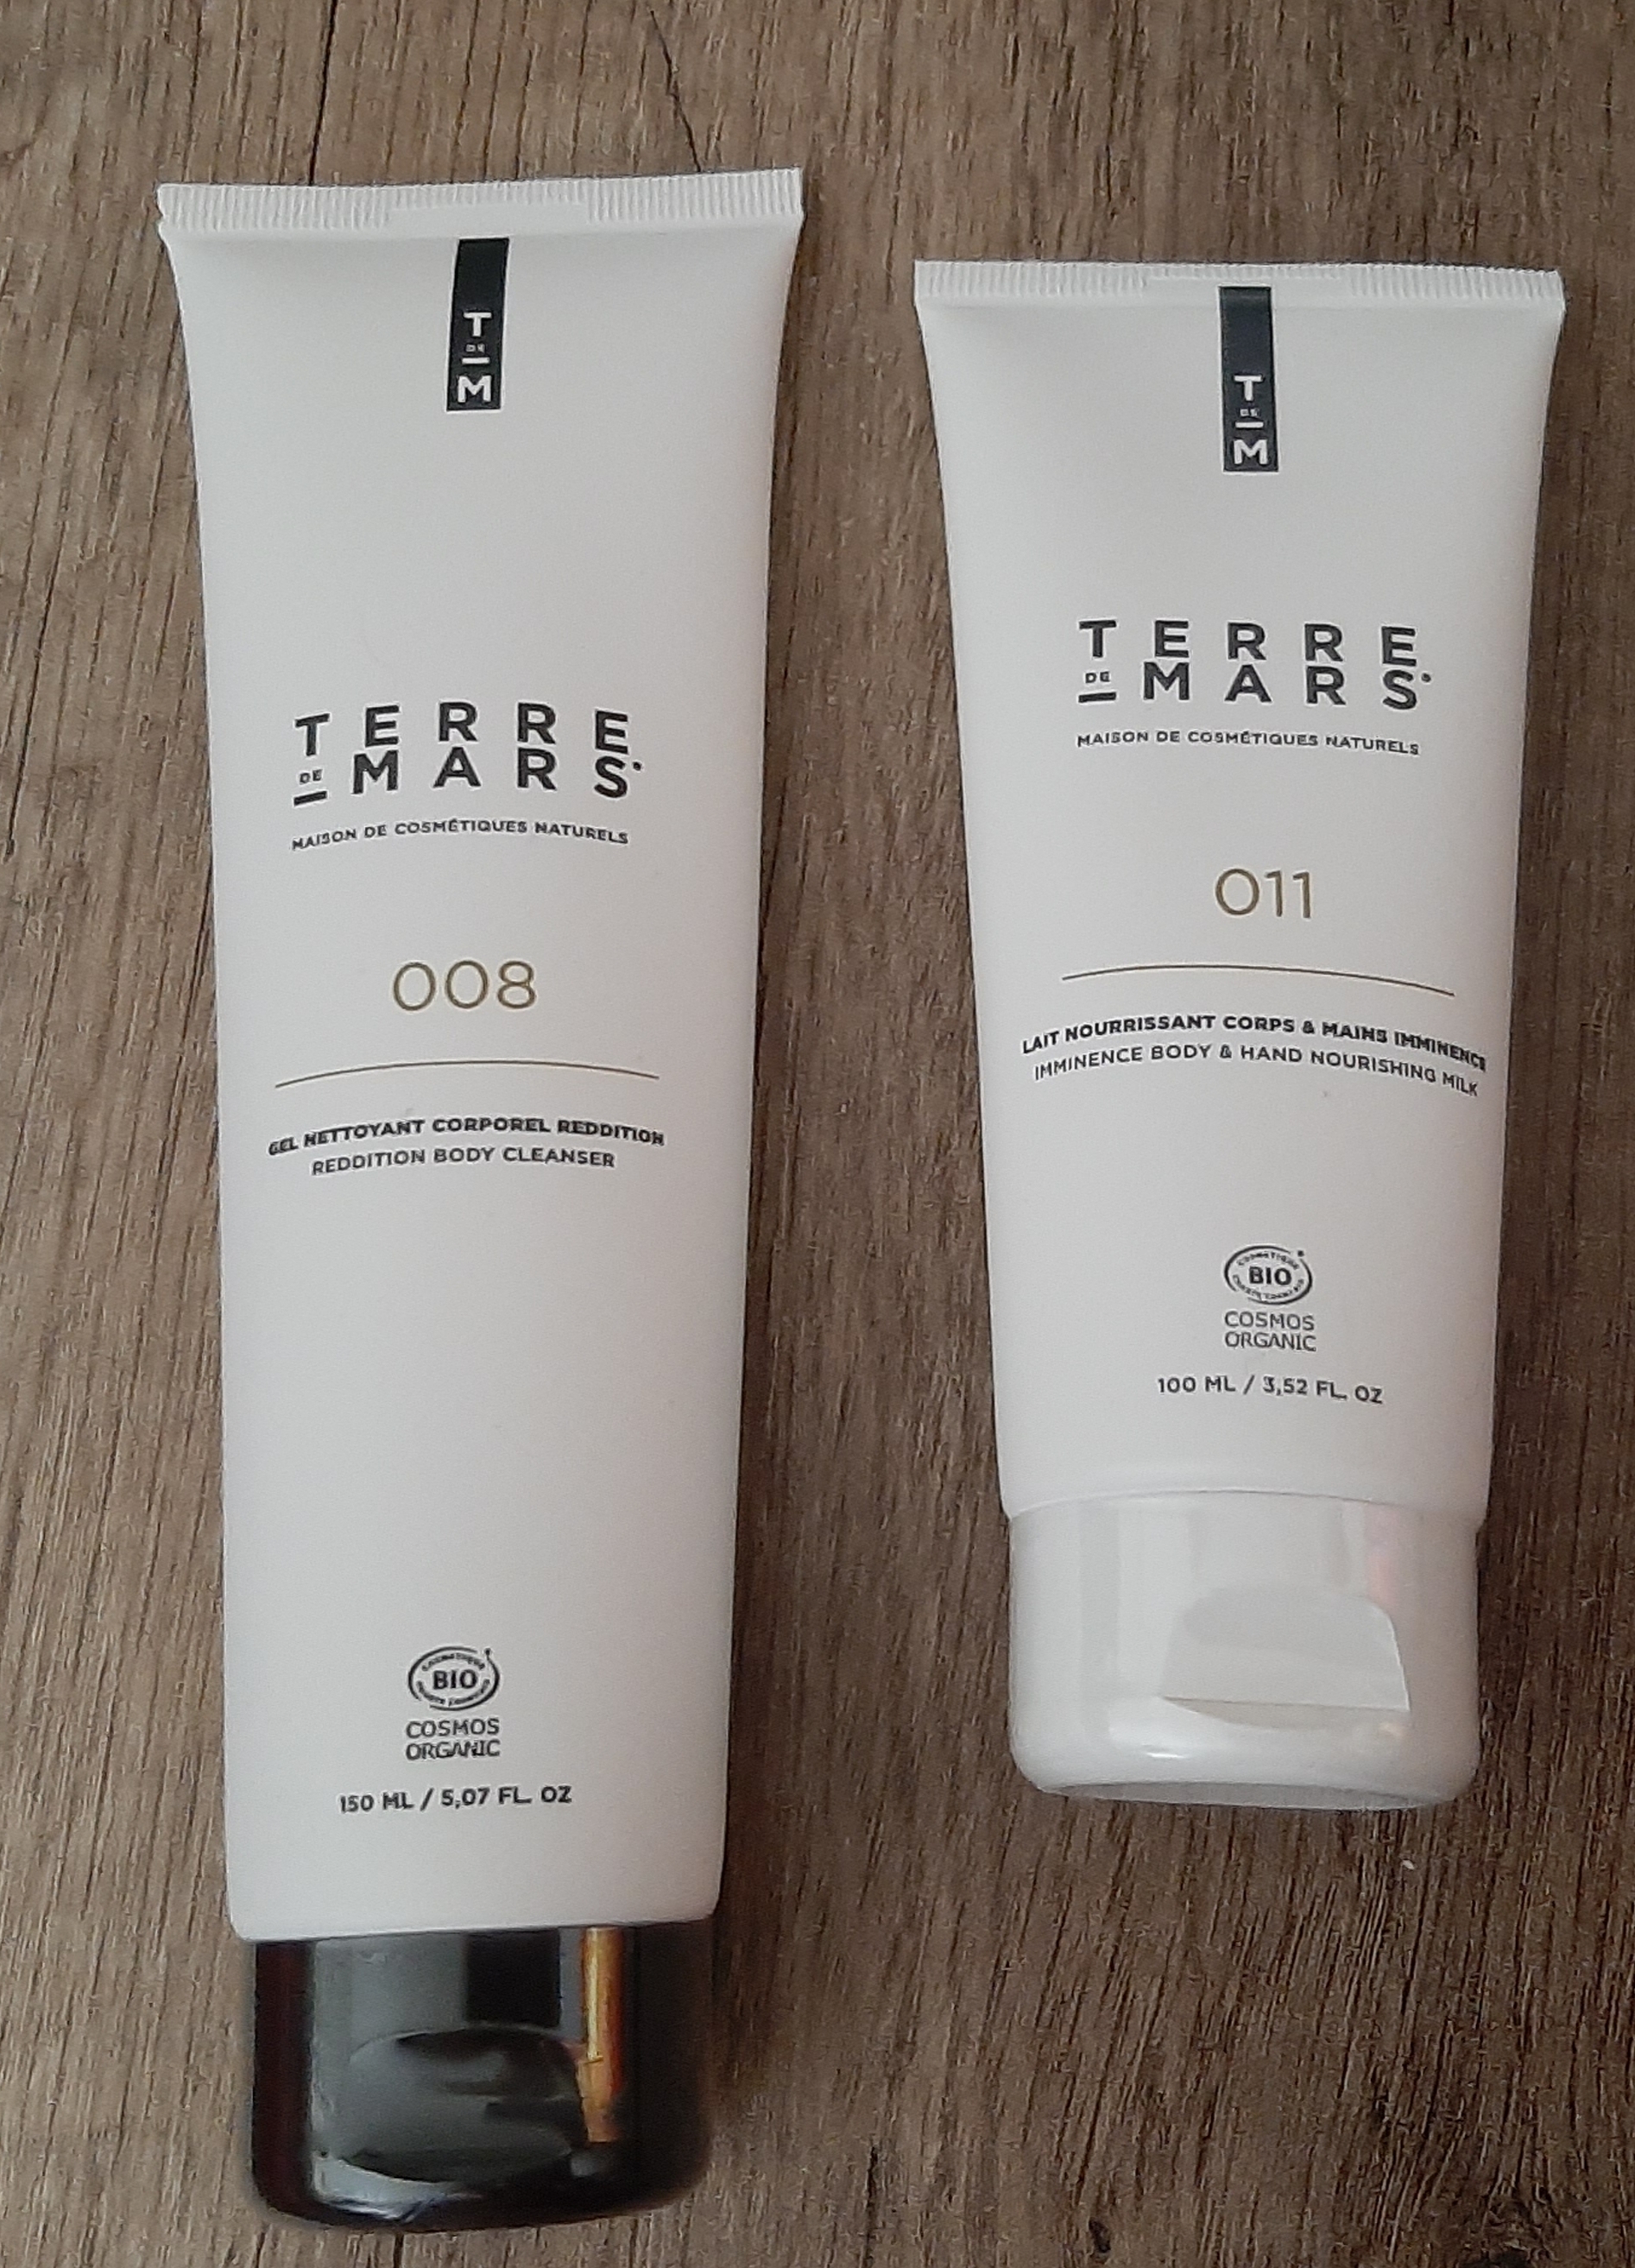 T
DE
M
TERRE
DE MARS
MAISON DE COSMÉTIQUES NATURELS
008
GEL NETTOYANT CORPOREL REDDITION
REDDITION BODY CLEANSER
BIO
COSMOS
ORGANIC
150 ML / 5,07 FL. OZ
T
DE
M
TERRE
DE MARS
MAISON DE COSMÉTIQUES NATURELS
011
LAIT NOURRISSANT CORPS & MAINS IMMINENCE
IMMINENCE BODY & HAND NOURISHING MILK
COSMETIQUE
BIO
COSMOS
ORGANIC
100 ML / 3,52 FL. OZ